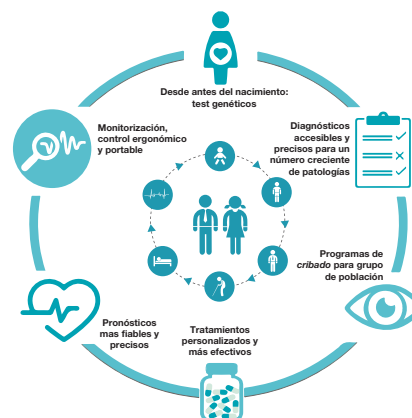 Desde antes del nacimiento:
test genéticos
Diagnósticos
accesibles y
precisos para un
número creciente
de patologías
Programas de
cribado para grupo
de población
Tratamientos
personalizados y
más efectivos
Pronósticos
mas fiables y
precisos
Monitorización,
control ergonómico
y portable